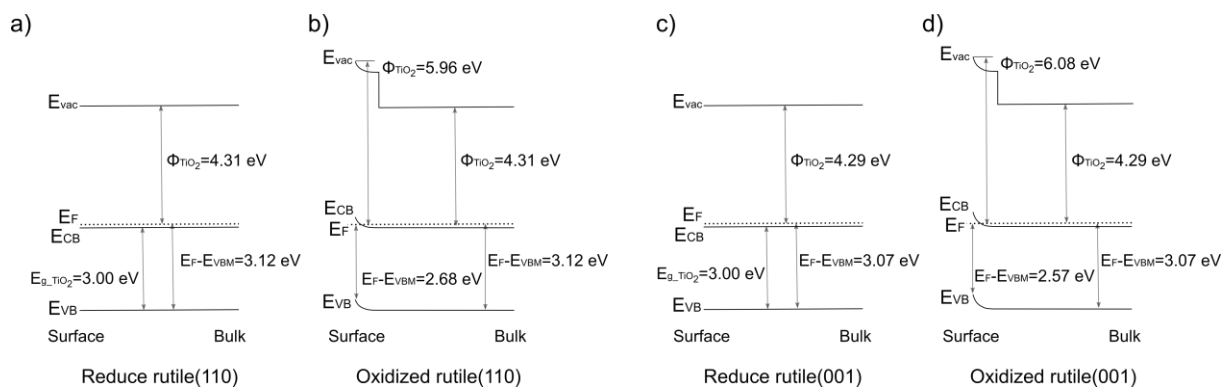 a)
Evac
ΦTiO₂=4.31 eV
EF
ECB
Eg_TiO₂=3.00 eV
EF-EVBM=3.12 eV
EVB
Surface
Bulk
Reduce rutile(110)
b)
Evac
ΦTiO₂=5.96 eV
ΦTiO₂=4.31 eV
ECB
EF
EF-EVBM=3.12 eV
EF-EVBM=2.68 eV
EVB
Surface
Bulk
Oxidized rutile(110)
c)
Evac
ΦTiO₂=4.29 eV
EF
ECB
EF-EVBM=3.07 eV
Eg_TiO₂=3.00 eV
EVB
Surface
Bulk
Reduce rutile(001)
d)
Evac
ΦTiO₂=6.08 eV
ΦTiO₂=4.29 eV
ECB
EF
EF-EVBM=3.07 eV
EF-EVBM=2.57 eV
EVB
Surface
Bulk
Oxidized rutile(001)